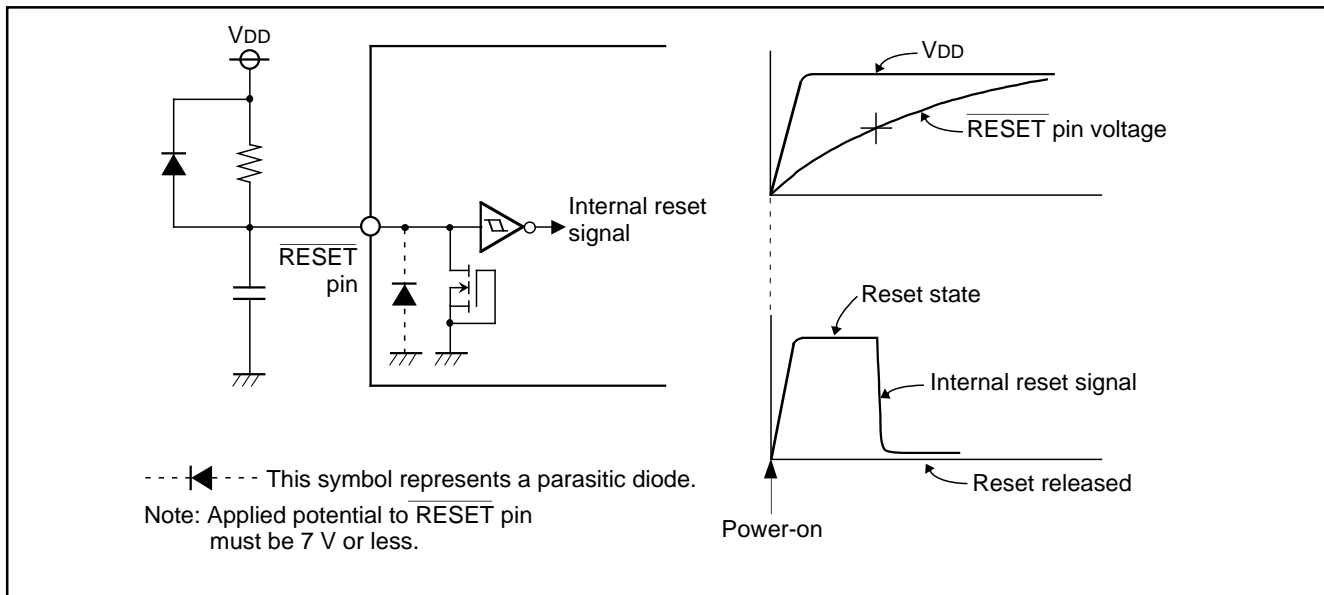 VDD
RESET
pin
Internal reset
signal
This symbol represents a parasitic diode.
Note: Applied potential to RESET pin
must be 7 V or less.
VDD
RESET pin voltage
Reset state
Internal reset signal
Reset released
Power-on